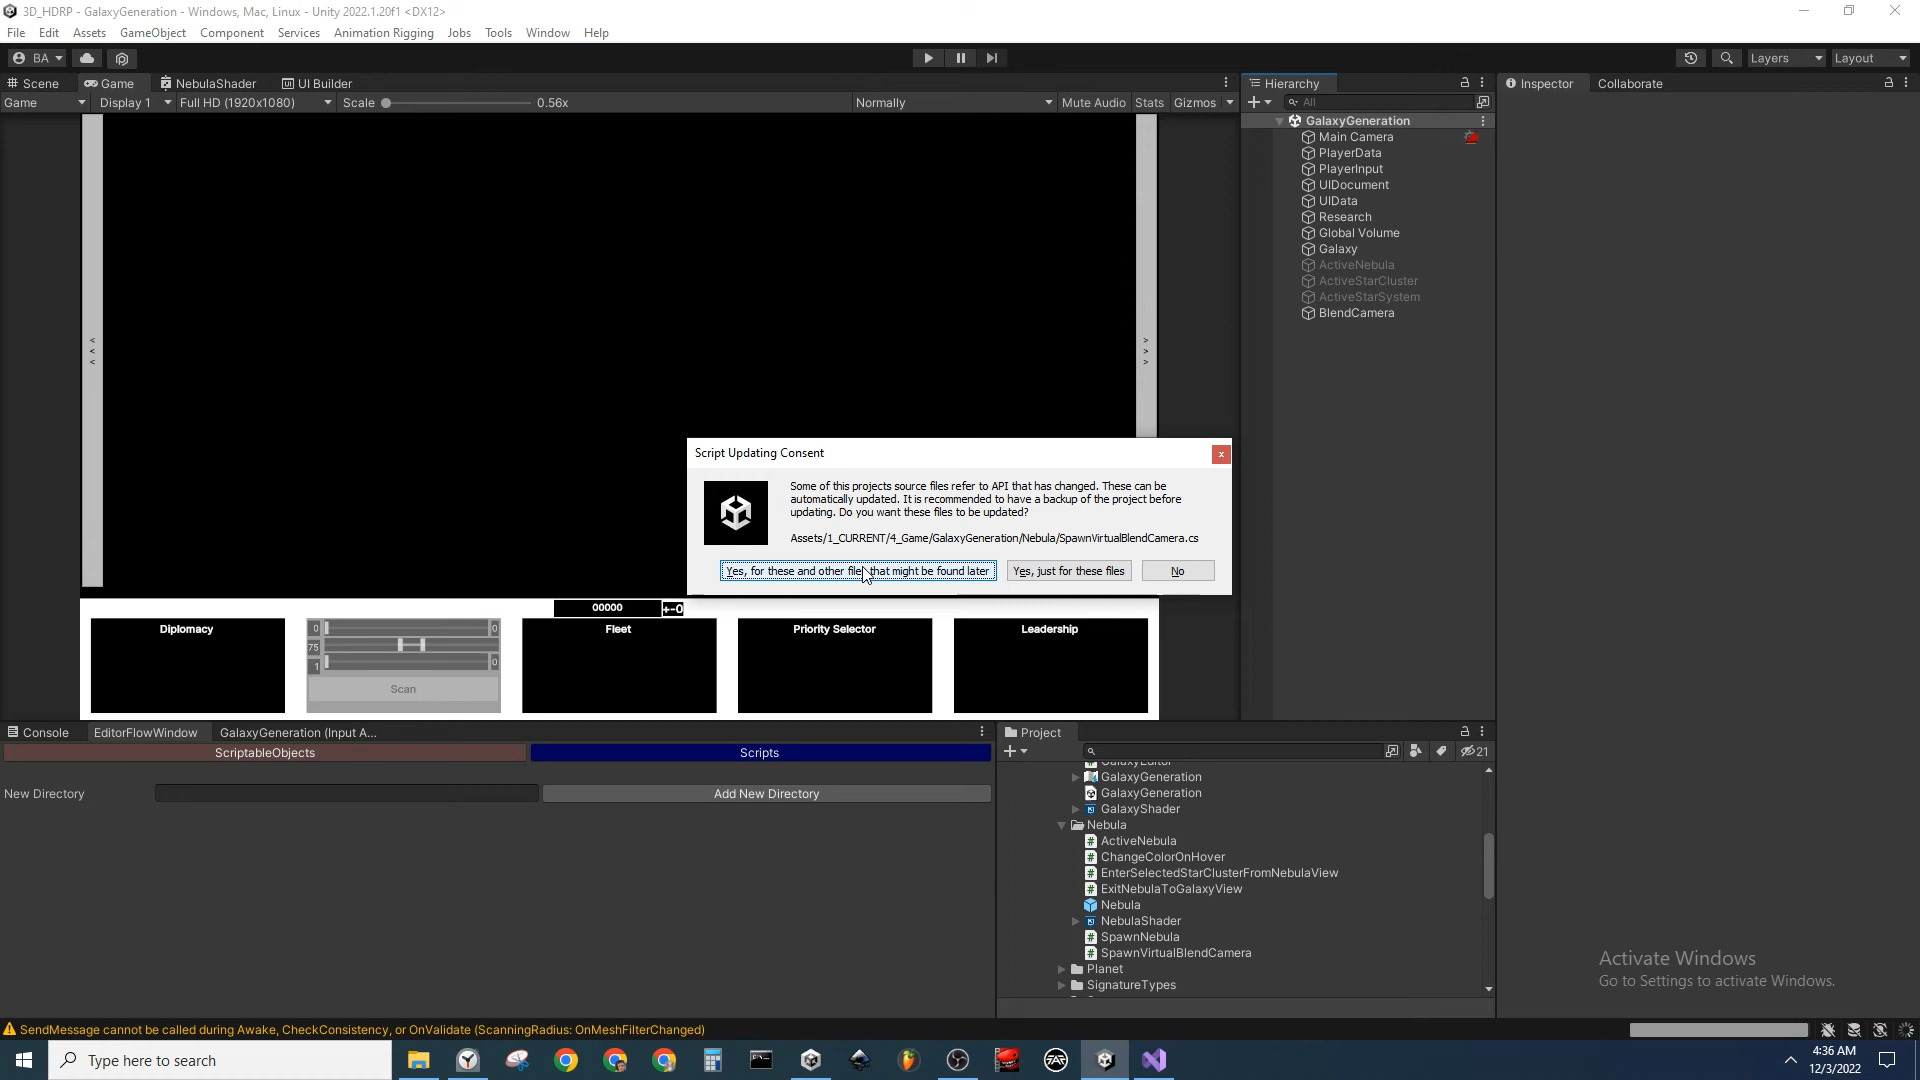 3D_HDRP - GalaxyGeneration - Windows, Mac, Linux - Unity 2022.1.20f1 <DX12>
File Edit Assets GameObject Component Services Animation Rigging Jobs Tools Window Help
BA
Layers Layout
Scene Game NebulaShader UI Builder
Game Display 1 Full HD (1920x1080) Scale 0.56x Normally Mute Audio Stats Gizmos
Hierarchy
All
GalaxyGeneration
Main Camera
PlayerData
PlayerInput
UIDocument
UIData
Research
Global Volume
Galaxy
ActiveNebula
ActiveStarCluster
ActiveStarSystem
BlendCamera
Inspector Collaborate
<
<
<
>
>
>
Script Updating Consent
x
Some of this projects source files refer to API that has changed. These can be
automatically updated. It is recommended to have a backup of the project before
updating. Do you want these files to be updated?
Assets/1_CURRENT/4_Game/GalaxyGeneration/Nebula/SpawnVirtualBlendCamera.cs
Yes, for these and other files that might be found later
Yes, just for these files
No
00000 +-0
Diplomacy
0 0
75
1 0
Scan
Fleet
Priority Selector
Leadership
Console EditorFlowWindow GalaxyGeneration (Input A...
ScriptableObjects Scripts
New Directory Add New Directory
Project
21
GalaxyEditor
GalaxyGeneration
GalaxyGeneration
GalaxyShader
Nebula
ActiveNebula
ChangeColorOnHover
EnterSelectedStarClusterFromNebulaView
ExitNebulaToGalaxyView
Nebula
NebulaShader
SpawnNebula
SpawnVirtualBlendCamera
Planet
SignatureTypes
Activate Windows
Go to Settings to activate Windows.
SendMessage cannot be called during Awake, CheckConsistency, or OnValidate (ScanningRadius: OnMeshFilterChanged)
Type here to search
4:36 AM
12/3/2022